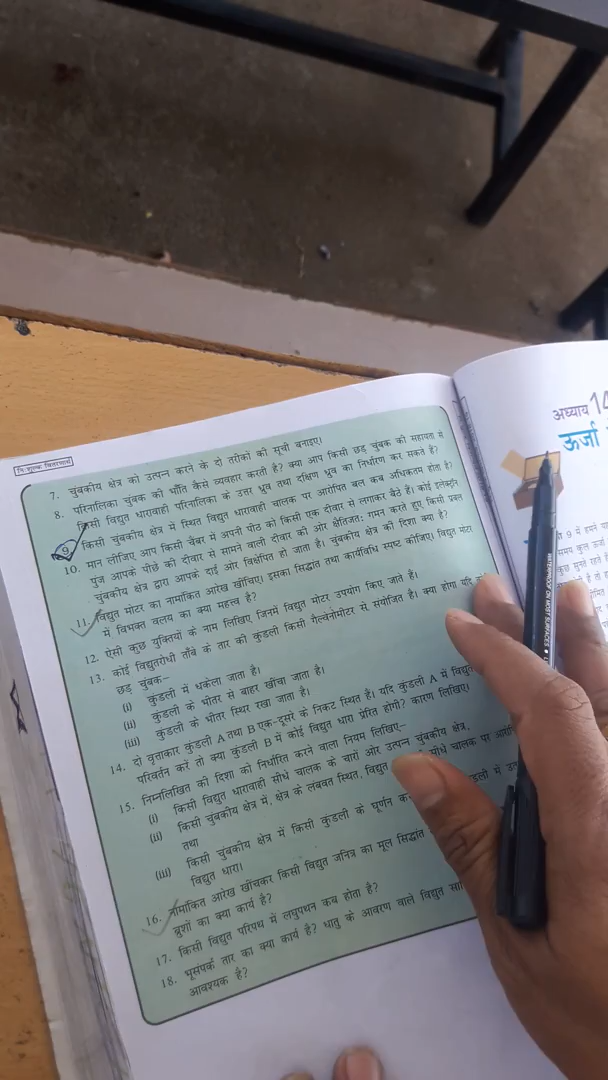 नि:शुल्क वितरणार्थ
7. चुंबकीय क्षेत्र को उत्पन्न करने के दो तरीकों की सूची बनाइए।
8. परिनालिका चुंबक की भाँति कैसे व्यवहार करती है? क्या आप किसी छड़ चुंबक की सहायता से
किसी विद्युत धारावाही परिनालिका के उत्तर ध्रुव तथा दक्षिण ध्रुव का निर्धारण कर सकते हैं?
9. किसी चुंबकीय क्षेत्र में स्थित विद्युत धारावाही चालक पर आरोपित बल कब अधिकतम होता है?
10. मान लीजिए आप किसी चैंबर में अपने पीठ को किसी एक दीवार से लगाकर बैठे हैं। कोई इलेक्ट्रॉन
पुंज आपके पीछे की दीवार से सामने वाली दीवार की ओर क्षैतिजत: गमन करते हुए किसी प्रबल
चुंबकीय क्षेत्र द्वारा आपके दाईं ओर विक्षेपित हो जाता है। चुंबकीय क्षेत्र की दिशा क्या है?
11. विद्युत मोटर का नामांकित आरेख खींचिए। इसका सिद्धांत तथा कार्यविधि स्पष्ट कीजिए। विद्युत मोटर
में विभक्त वलय का क्या महत्त्व है?
12. ऐसी कुछ युक्तियों के नाम लिखिए जिनमें विद्युत मोटर उपयोग किए जाते हैं।
13. कोई विद्युतरोधी ताँबे के तार की कुंडली किसी गैल्वेनोमीटर से संयोजित है। क्या होगा यदि
छड़ चुंबक–
(i) कुंडली में धकेला जाता है।
(ii) कुंडली के भीतर से बाहर खींचा जाता है।
(iii) कुंडली के भीतर स्थिर रखा जाता है।
14. दो वृत्ताकार कुंडली A तथा B एक-दूसरे के निकट स्थित हैं। यदि कुंडली A में विद्युत
परिवर्तन करें तो क्या कुंडली B में कोई विद्युत धारा प्रेरित होगी? कारण लिखिए।
15. निम्नलिखित की दिशा को निर्धारित करने वाला नियम लिखिए–
(i) किसी विद्युत धारावाही सीधे चालक के चारों ओर उत्पन्न चुंबकीय क्षेत्र,
(ii) किसी चुंबकीय क्षेत्र में, क्षेत्र के लंबवत स्थित, विद्युत सीधे चालक पर
तथा
(iii) किसी चुंबकीय क्षेत्र में किसी कुंडली के घूर्णन
विद्युत धारा।
16. नामांकित आरेख खींचकर किसी विद्युत जनित्र का मूल सिद्धांत
ब्रुशों का क्या कार्य है?
17. किसी विद्युत परिपथ में लघुपथन कब होता है?
18. भूसंपर्क तार का क्या कार्य है? धातु के आवरण वाले विद्युत
आवश्यक है?
अध्याय 14
ऊर्जा